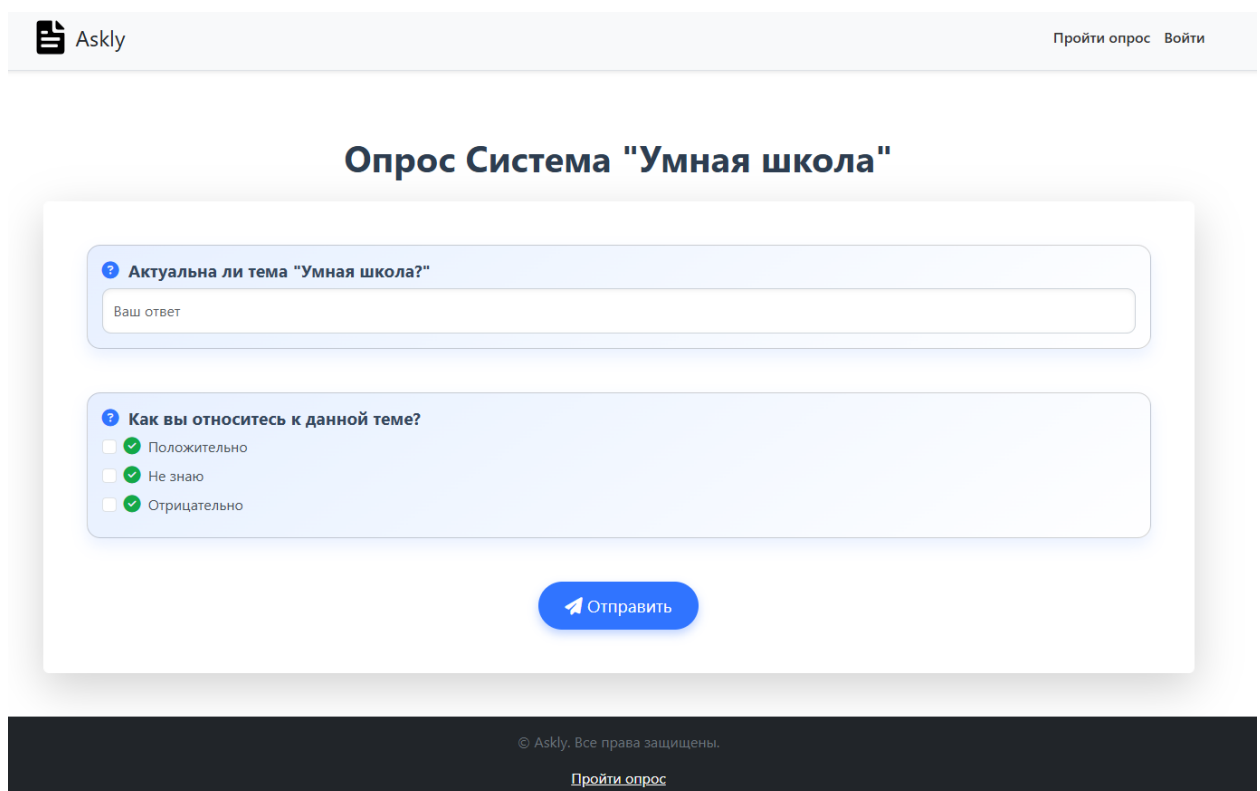 Askly
Пройти опрос Войти
Опрос Система "Умная школа"
Актуальна ли тема "Умная школа?"
Ваш ответ
Как вы относитесь к данной теме?
Положительно
Не знаю
Отрицательно
Отправить
© Askly. Все права защищены.
Пройти опрос